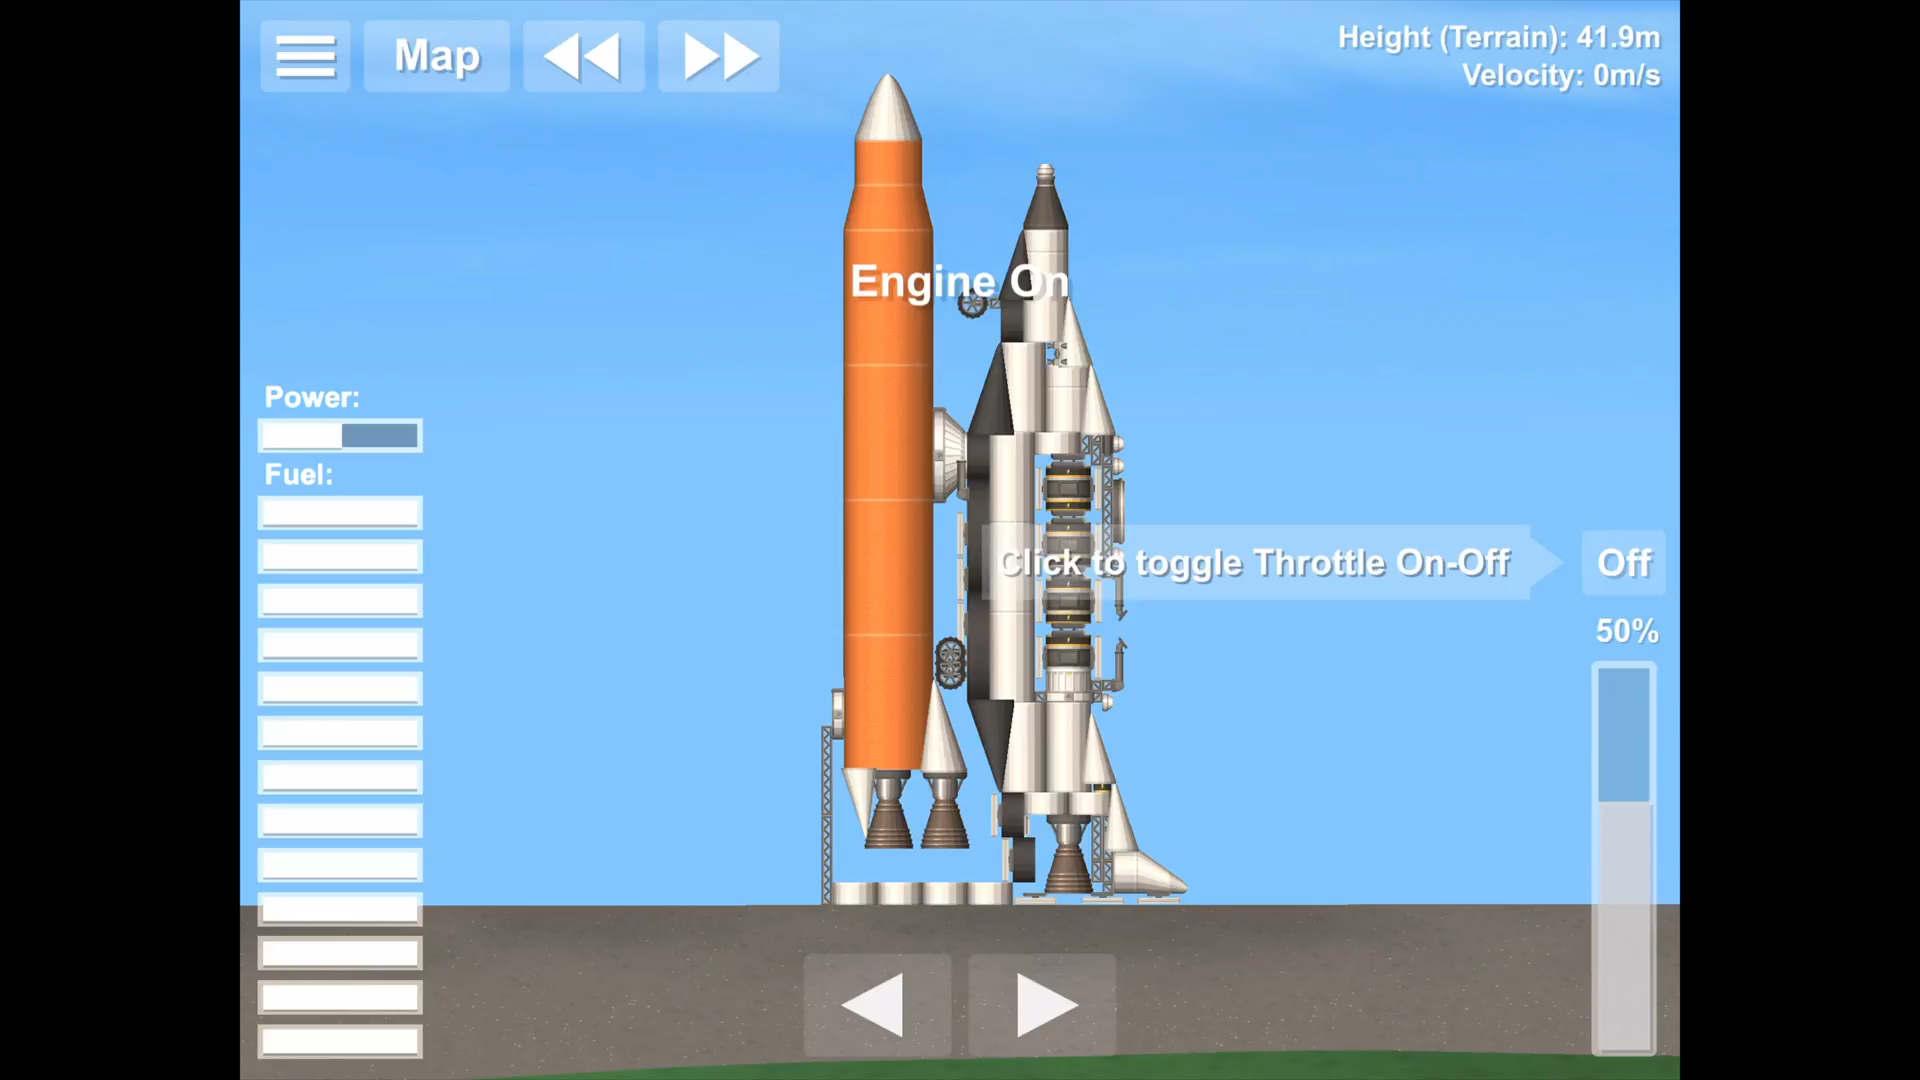 Map
Height (Terrain): 41.9m
Velocity: 0m/s
Engine On
Power:
Fuel:
Click to toggle Throttle On-Off
Off
50%